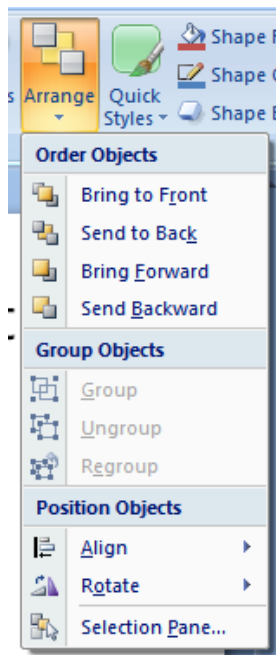 Shape
Arrange
Quick Styles
Shape
Shape
Order Objects
Bring to Front
Send to Back
Bring Forward
Send Backward
Group Objects
Group
Ungroup
Regroup
Position Objects
Align
Rotate
Selection Pane...